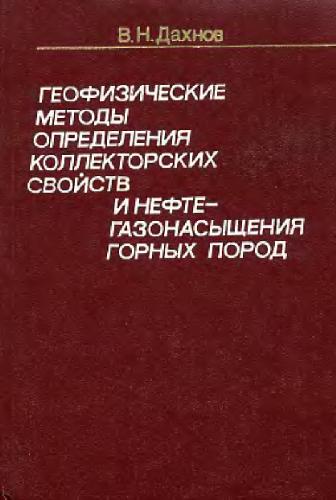 В. Н. Дахнов
ГЕОФИЗИЧЕСКИЕ
МЕТОДЫ
ОПРЕДЕЛЕНИЯ
КОЛЛЕКТОРСКИХ
СВОЙСТВ
И НЕФТЕ-
ГАЗОНАСЫЩЕНИЯ
ГОРНЫХ ПОРОД